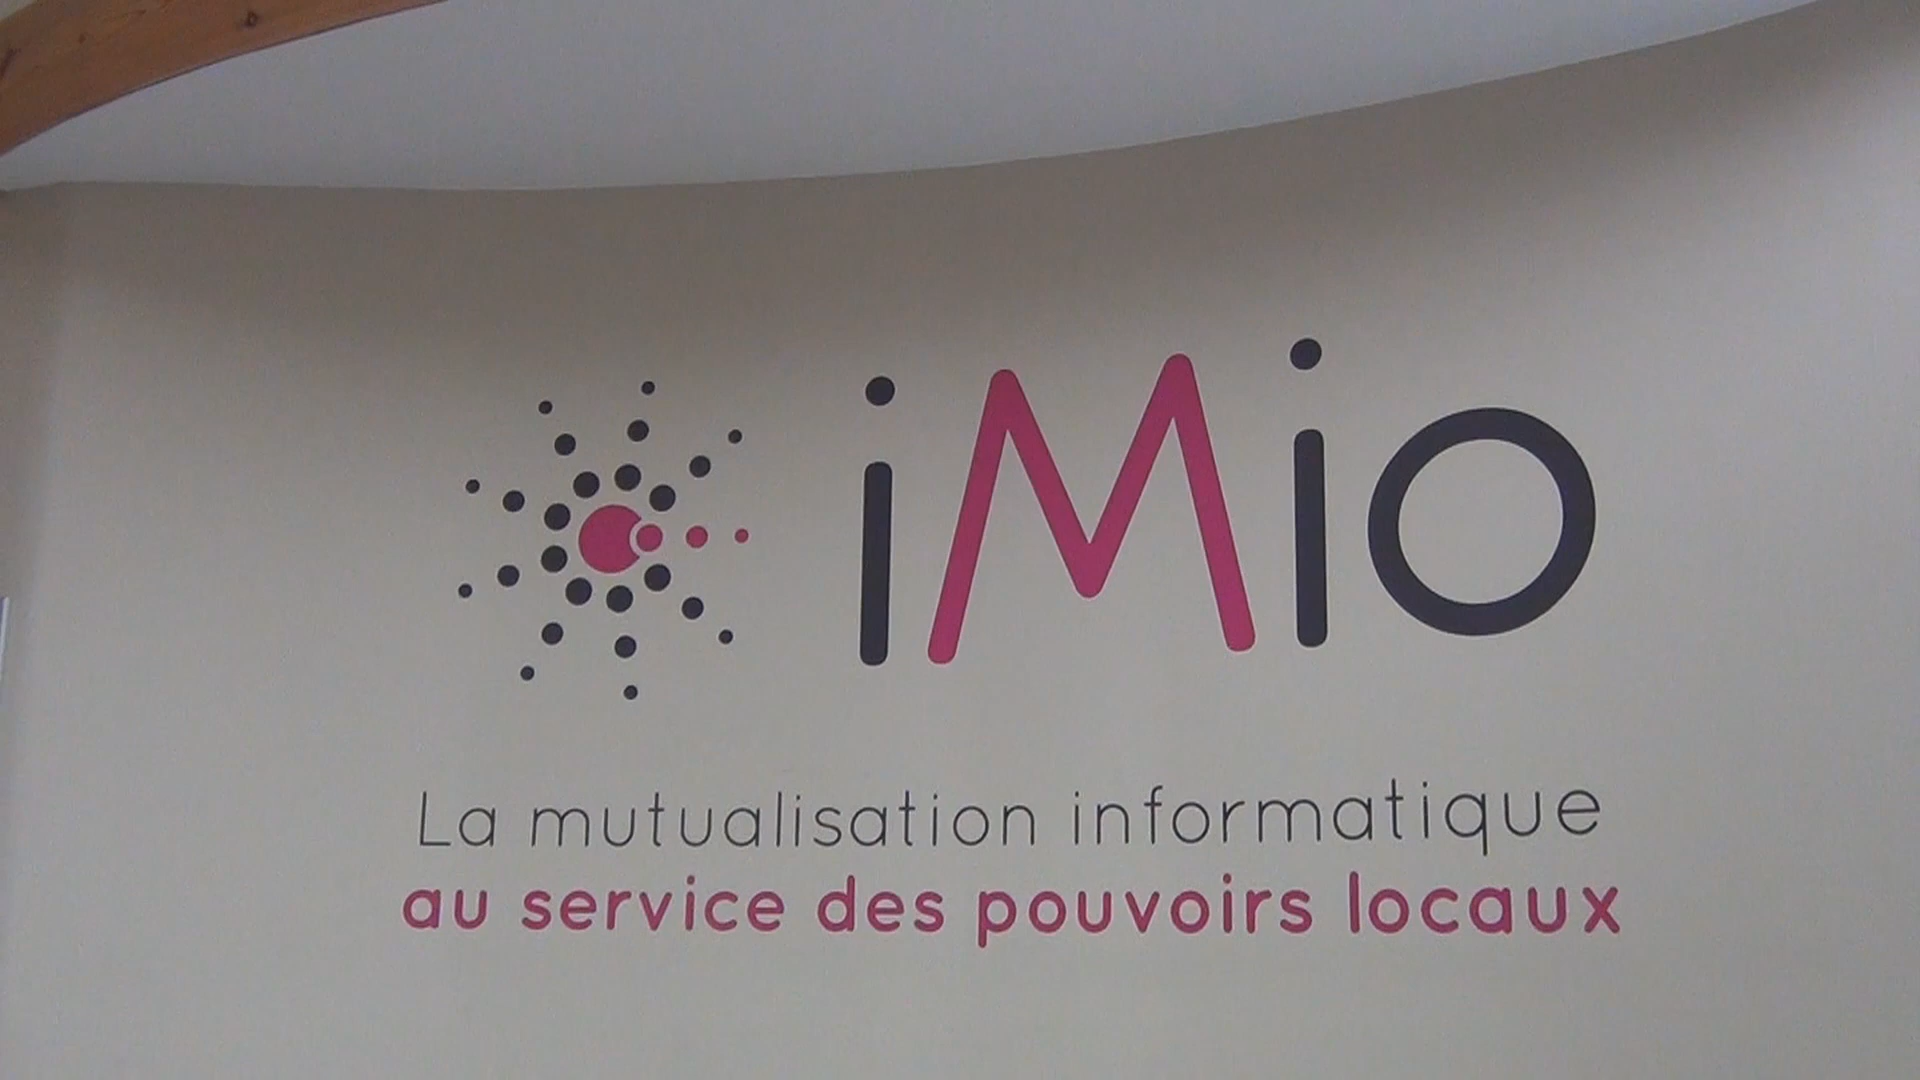 iMio
La mutualisation informatique
au service des pouvoirs locaux